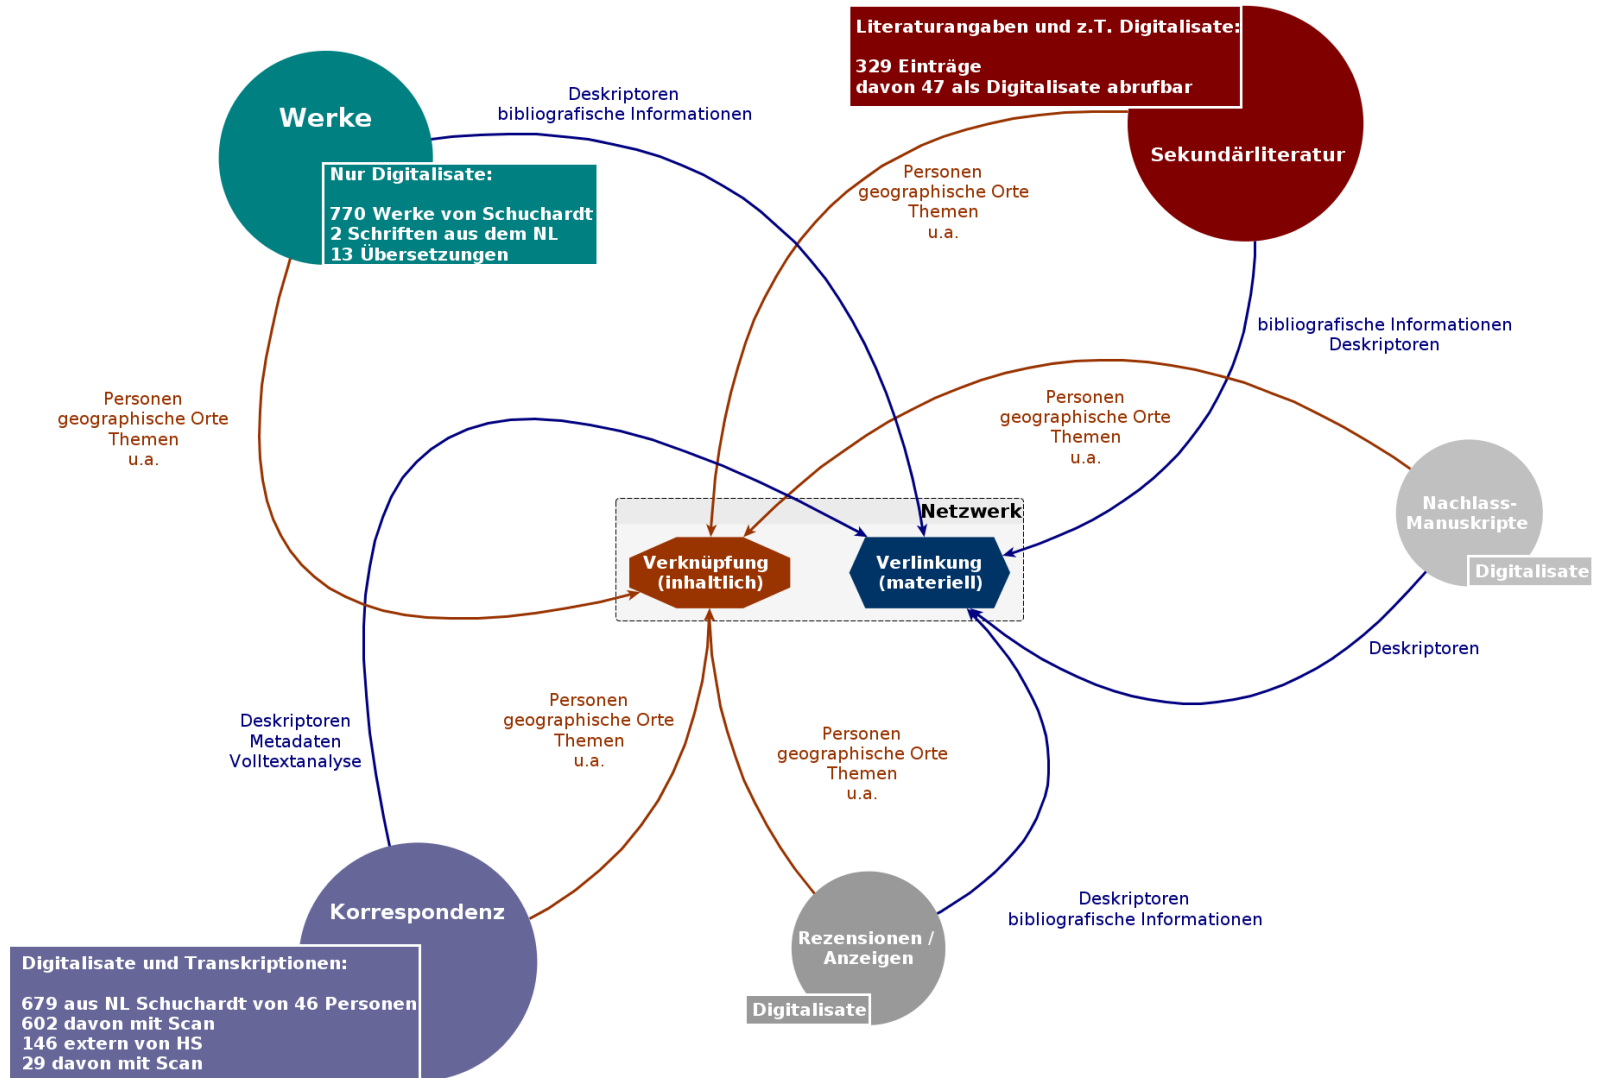 Werke
Nur Digitalisate:
770 Werke von Schuchardt
2 Schriften aus dem NL
13 Übersetzungen
Deskriptoren
bibliografische Informationen
Literaturangaben und z.T. Digitalisate:
329 Einträge
davon 47 als Digitalisate abrufbar
Sekundärliteratur
Personen
geographische Orte
Themen
u.a.
bibliografische Informationen
Deskriptoren
Personen
geographische Orte
Themen
u.a.
Personen
geographische Orte
Themen
u.a.
Nachlass-
Manuskripte
Digitalisate
Netzwerk
Verknüpfung
(inhaltlich)
Verlinkung
(materiell)
Deskriptoren
Deskriptoren
Metadaten
Volltextanalyse
Personen
geographische Orte
Themen
u.a.
Personen
geographische Orte
Themen
u.a.
Deskriptoren
bibliografische Informationen
Korrespondenz
Digitalisate und Transkriptionen:
679 aus NL Schuchardt von 46 Personen
602 davon mit Scan
146 extern von HS
29 davon mit Scan
Rezensionen /
Anzeigen
Digitalisate